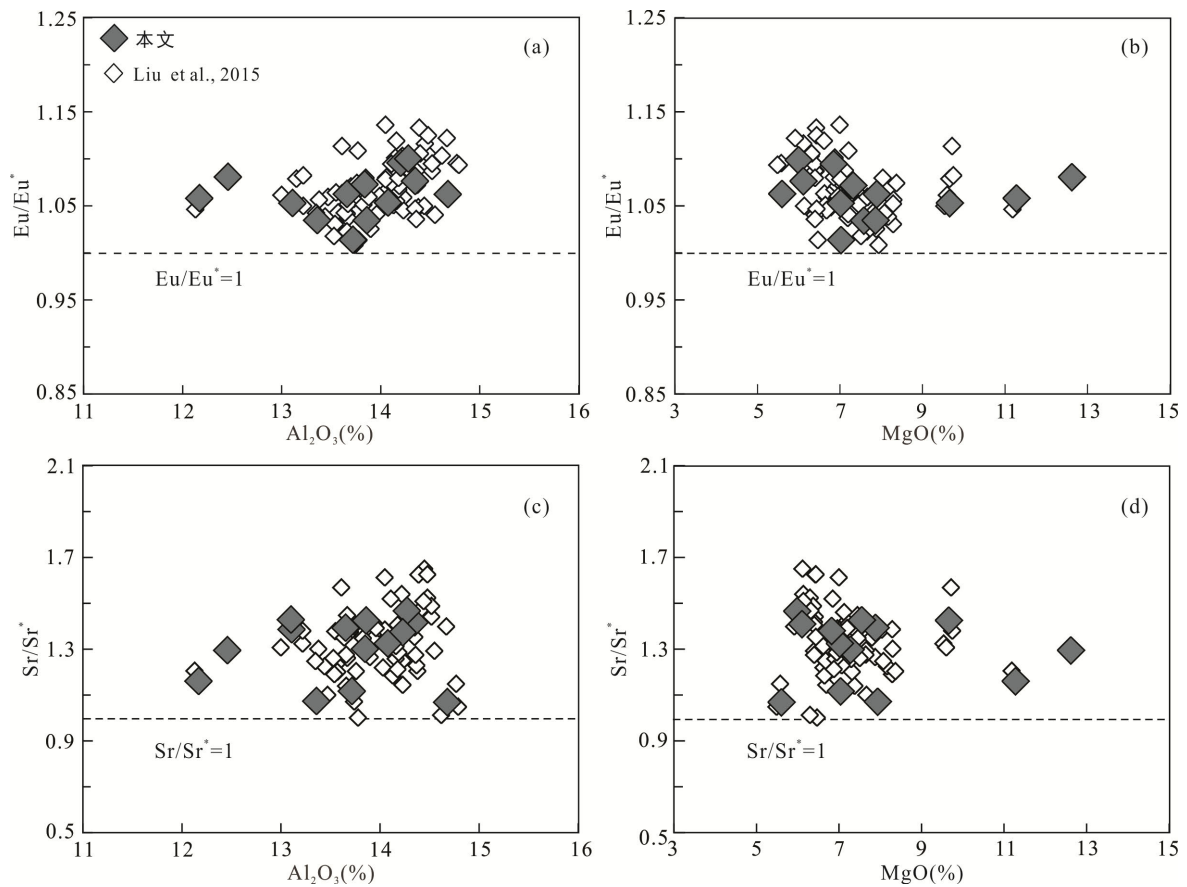 1.25
1.15
1.05
0.95
0.85
Eu/Eu*
本文
Liu et al., 2015
(a)
Eu/Eu*=1
11 12 13 14 15 16
Al₂O₃(%)
1.25
1.15
1.05
0.95
0.85
Eu/Eu*
(b)
Eu/Eu*=1
3 5 7 9 11 13 15
MgO(%)
2.1
1.7
1.3
0.9
0.5
Sr/Sr*
(c)
Sr/Sr*=1
11 12 13 14 15 16
Al₂O₃(%)
2.1
1.7
1.3
0.9
0.5
Sr/Sr*
(d)
Sr/Sr*=1
3 5 7 9 11 13 15
MgO(%)